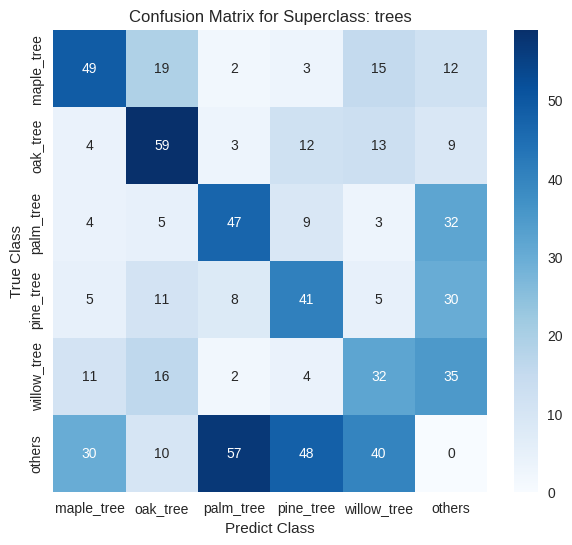 Confusion Matrix for Superclass: trees
True Class
maple_tree 49 19 2 3 15 12
oak_tree 4 59 3 12 13 9
palm_tree 4 5 47 9 3 32
pine_tree 5 11 8 41 5 30
willow_tree 11 16 2 4 32 35
others 30 10 57 48 40 0
maple_tree oak_tree palm_tree pine_tree willow_tree others
Predict Class
50
40
30
20
10
0